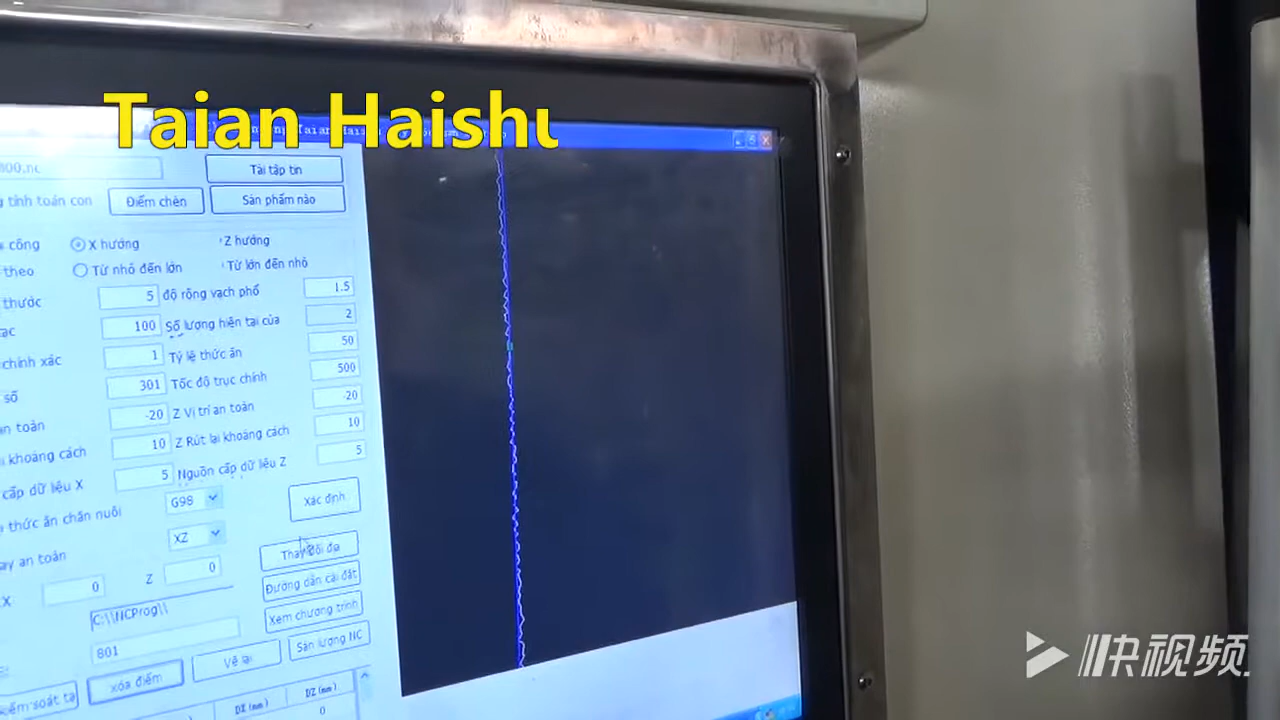 Taian Haishu
800.nc
Tải tập tin
tính toán con
Điểm chèn
Sản phẩm nào
công
X hướng
Z hướng
theo
Từ nhỏ đến lớn
Từ lớn đến nhỏ
thước
5
độ rộng vạch phổ
1.5
100
Số lượng hiện tại của
2
chính xác
1
Tỷ lệ thức ăn
50
số
301
Tốc độ trục chính
500
toàn
-20
Z Vị trí an toàn
-20
khoảng cách
10
Z Rút lại khoảng cách
10
cấp dữ liệu X
5
Nguồn cấp dữ liệu Z
5
thức ăn chăn nuôi
G98
Xác định
an toàn
XZ
Thay đổi
X
0
Z
0
Đường dẫn cài đặt
C:\\NCProg\\
Xem chương trình
801
Vẽ lại
Sản lượng NC
xóa điểm
DX(mm)
DZ(mm)
0
快视频